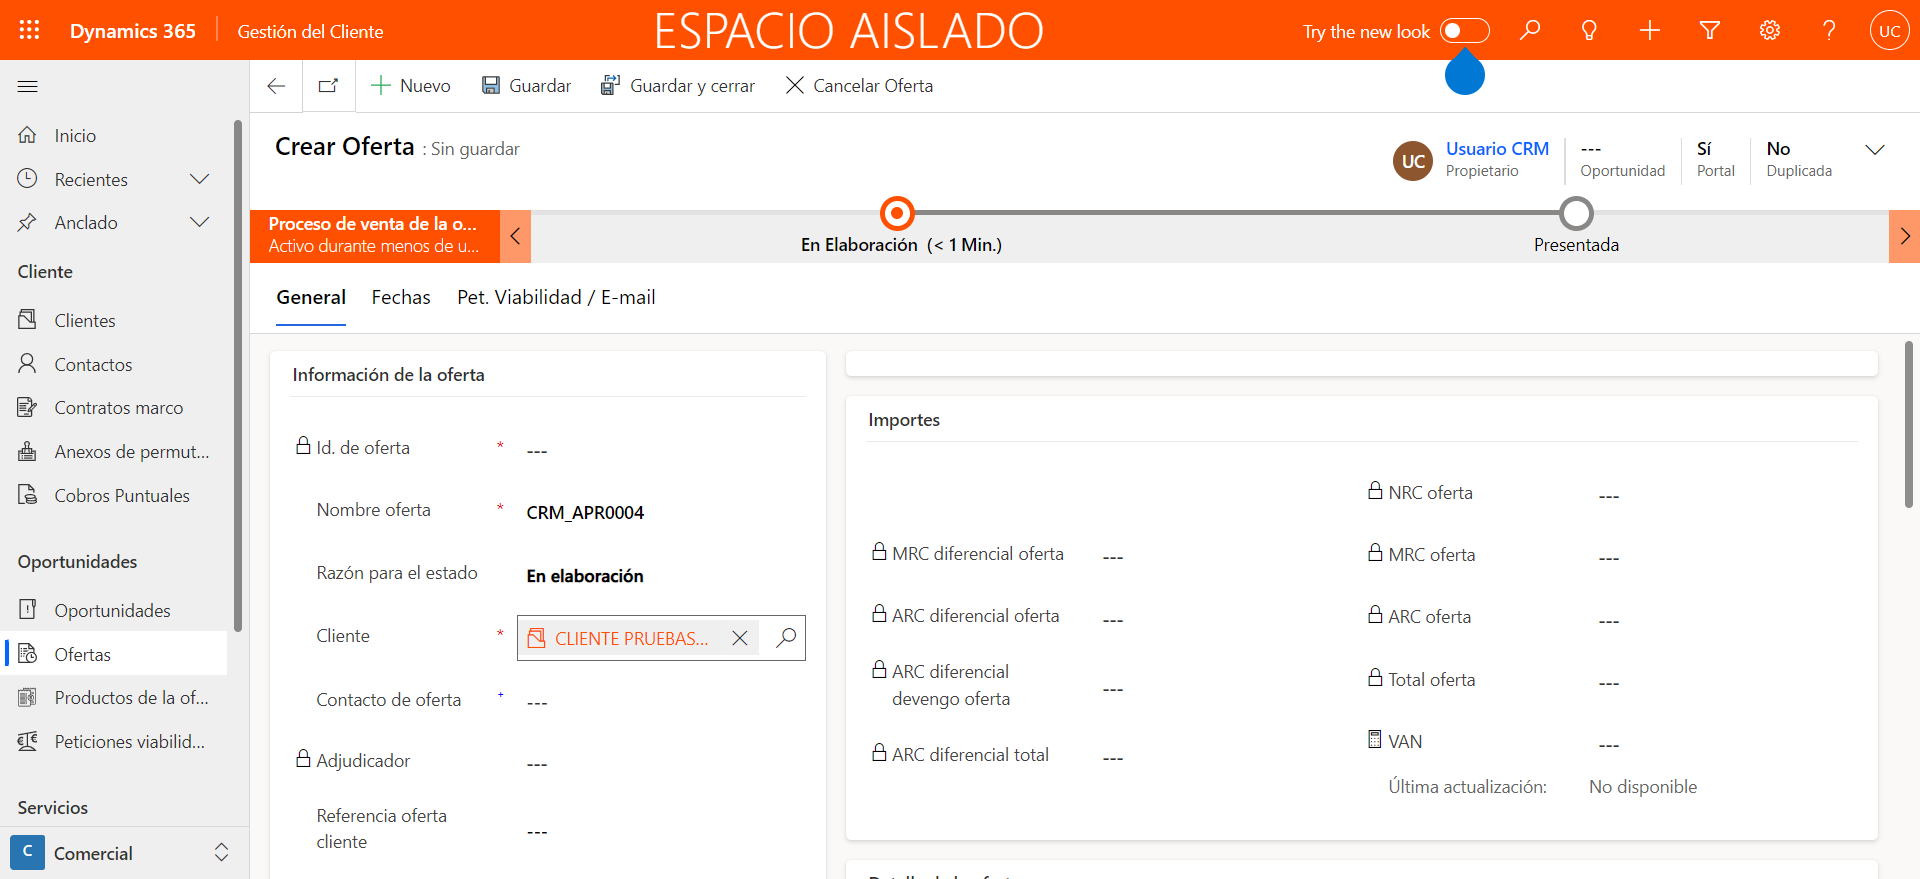 Dynamics 365
Gestión del Cliente
ESPACIO AISLADO
Try the new look
UC
Nuevo
Guardar
Guardar y cerrar
Cancelar Oferta
Inicio
Recientes
Anclado
Cliente
Clientes
Contactos
Contratos marco
Anexos de permut...
Cobros Puntuales
Oportunidades
Oportunidades
Ofertas
Productos de la of...
Peticiones viabilid...
Servicios
C
Comercial
Crear Oferta : Sin guardar
UC
Usuario CRM
Propietario
---
Oportunidad
Sí
Portal
No
Duplicada
Proceso de venta de la o...
Activo durante menos de u...
En Elaboración (< 1 Min.)
Presentada
General
Fechas
Pet. Viabilidad / E-mail
Información de la oferta
Id. de oferta * ---
Nombre oferta * CRM_APR0004
Razón para el estado En elaboración
Cliente * CLIENTE PRUEBAS...
Contacto de oferta + ---
Adjudicador ---
Referencia oferta
cliente ---
Importes
MRC diferencial oferta ---
ARC diferencial oferta ---
ARC diferencial
devengo oferta ---
ARC diferencial total ---
NRC oferta ---
MRC oferta ---
ARC oferta ---
Total oferta ---
VAN ---
Última actualización: No disponible